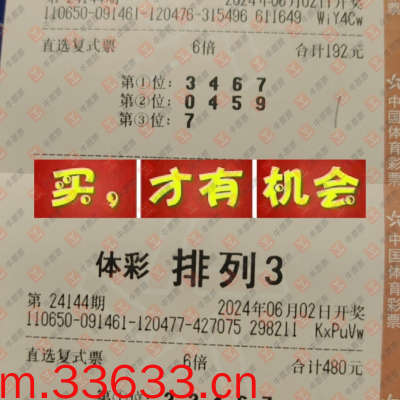 110650-091461-120476-315496 611649 WiY4Cw
直选复式票 6倍 合计192元
第①位: 3 4 6 7
第②位: 0 4 5 9
第③位: 7
买,才有机会
体彩 排列3
第 24144期 2024年06月02日开奖
110650-091461-120477-427075 298211 KxPuVw
直选复式票 6倍 合计480元
m.33633.cn
中国体育彩票